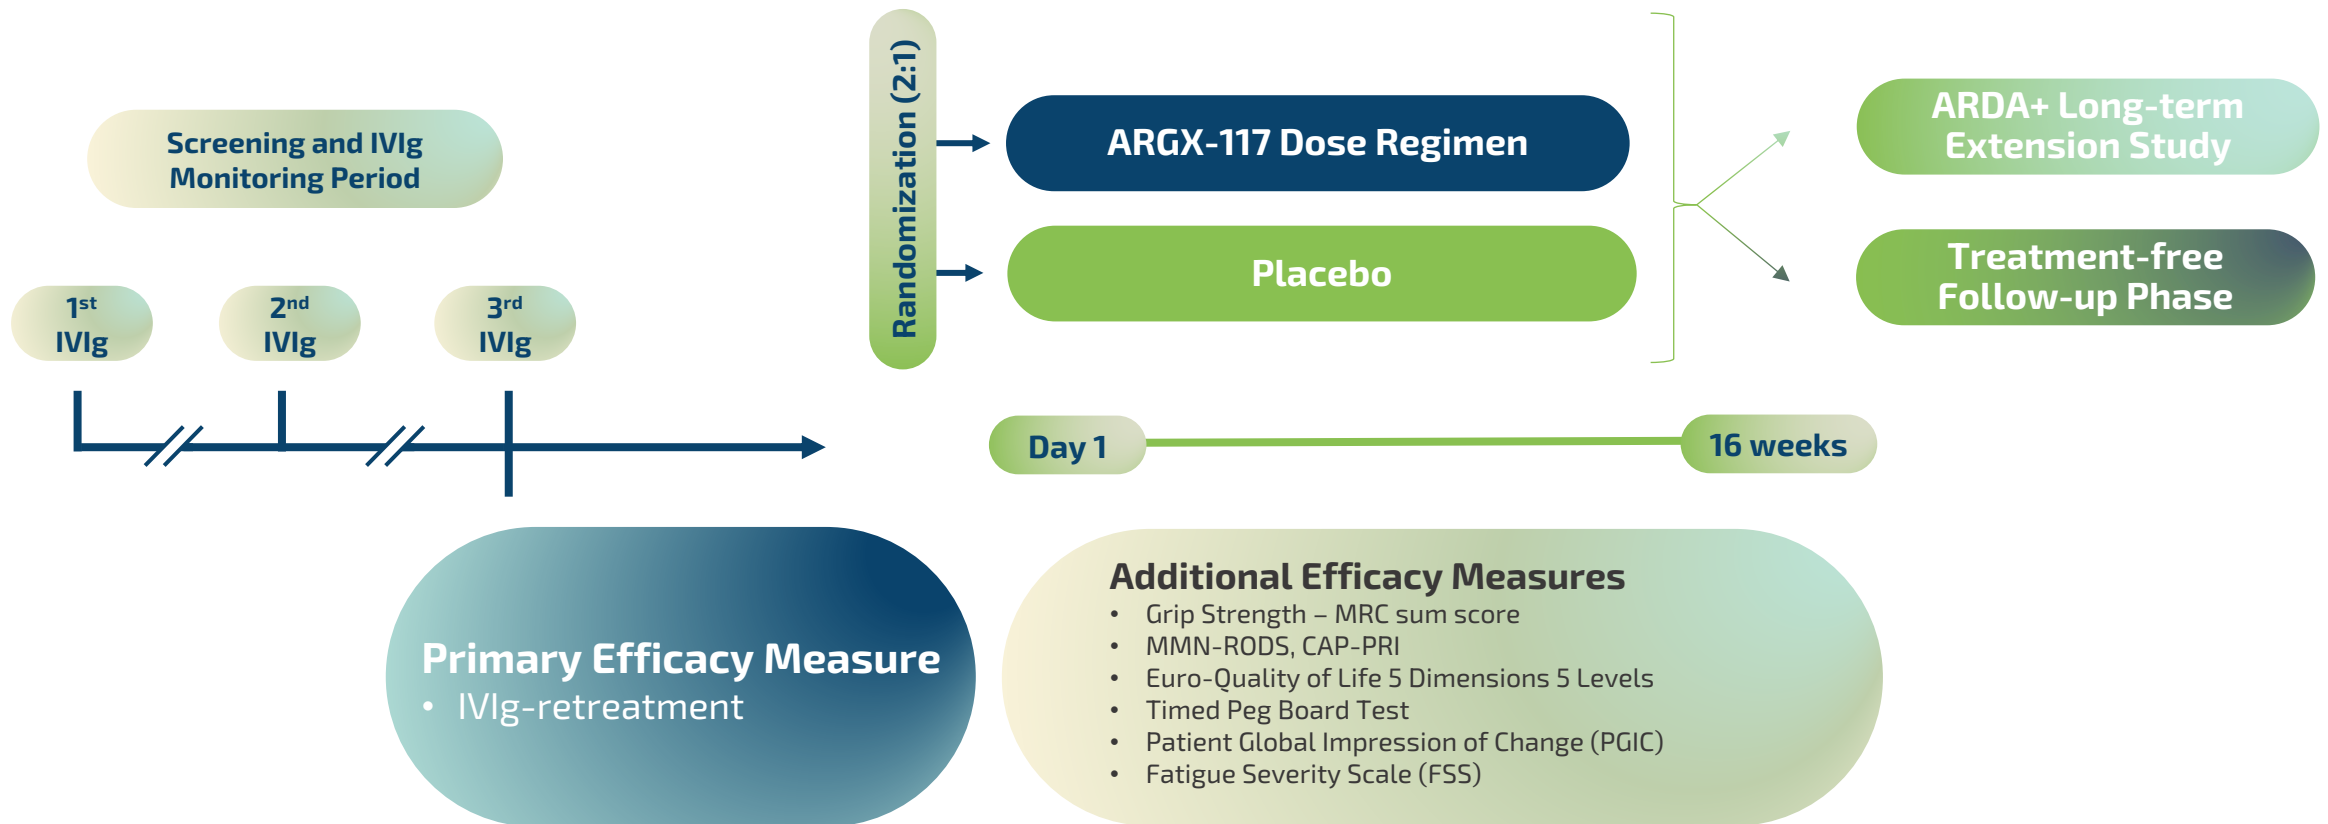 Screening and IVIg
Monitoring Period
1st
IVIg
2nd
IVIg
3rd
IVIg
Randomization (2:1)
ARGX-117 Dose Regimen
Placebo
ARDA+ Long-term
Extension Study
Treatment-free
Follow-up Phase
Day 1
16 weeks
Primary Efficacy Measure
• IVIg-retreatment
Additional Efficacy Measures
• Grip Strength – MRC sum score
• MMN-RODS, CAP-PRI
• Euro-Quality of Life 5 Dimensions 5 Levels
• Timed Peg Board Test
• Patient Global Impression of Change (PGIC)
• Fatigue Severity Scale (FSS)